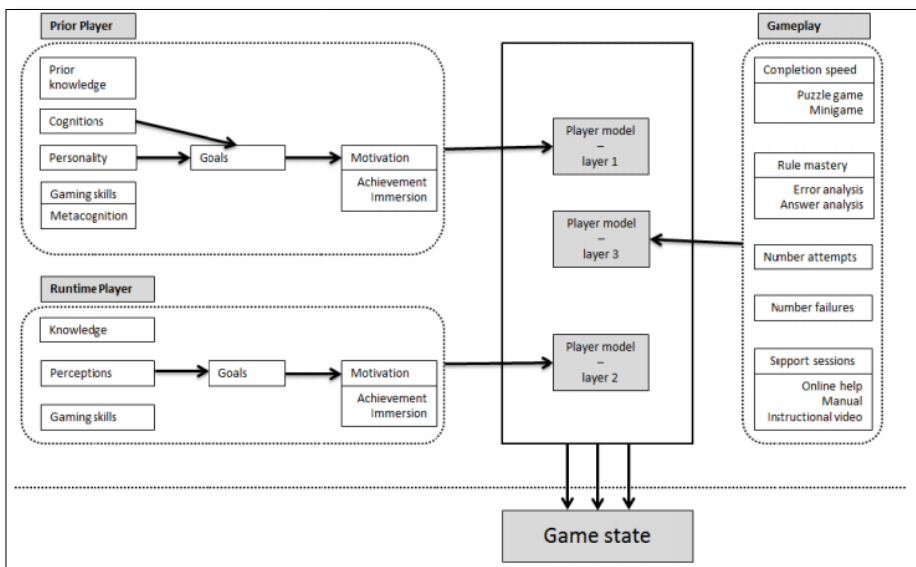 Prior Player
Prior
knowledge
Cognitions
Personality
Goals
Motivation
Achievement
Immersion
Gaming skills
Metacognition
Runtime Player
Knowledge
Perceptions
Goals
Motivation
Achievement
Immersion
Gaming skills
Player model
–
layer 1
Player model
–
layer 3
Player model
–
layer 2
Gameplay
Completion speed
Puzzle game
Minigame
Rule mastery
Error analysis
Answer analysis
Number attempts
Number failures
Support sessions
Online help
Manual
Instructional video
Game state